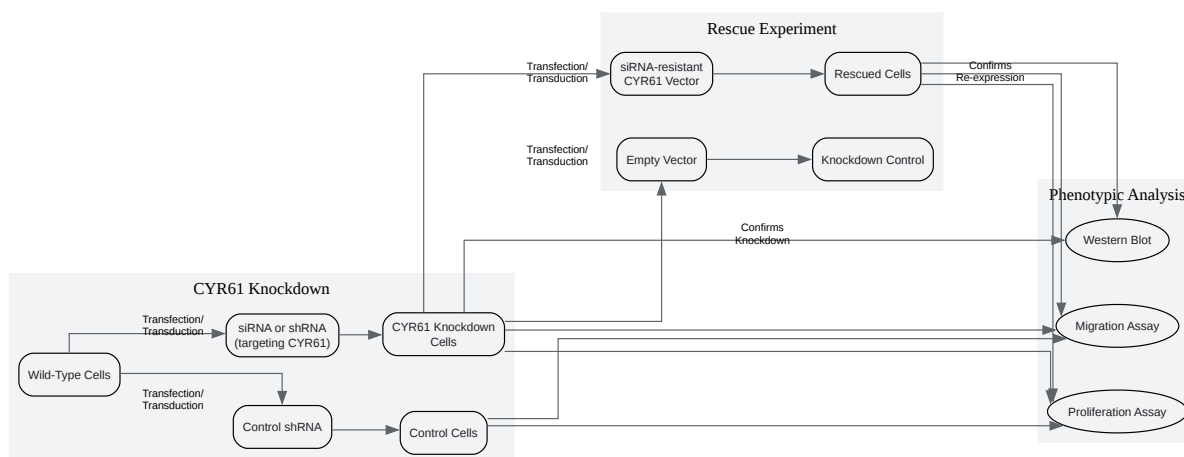 Rescue Experiment
Transfection/
Transduction
siRNA-resistant
CYR61 Vector
Rescued Cells
Confirms
Re-expression
Transfection/
Transduction
Empty Vector
Knockdown Control
Phenotypic Analysis
Confirms
Knockdown
Western Blot
CYR61 Knockdown
Transfection/
Transduction
siRNA or shRNA
(targeting CYR61)
CYR61 Knockdown
Cells
Migration Assay
Wild-Type Cells
Transfection/
Transduction
Control shRNA
Control Cells
Proliferation Assay